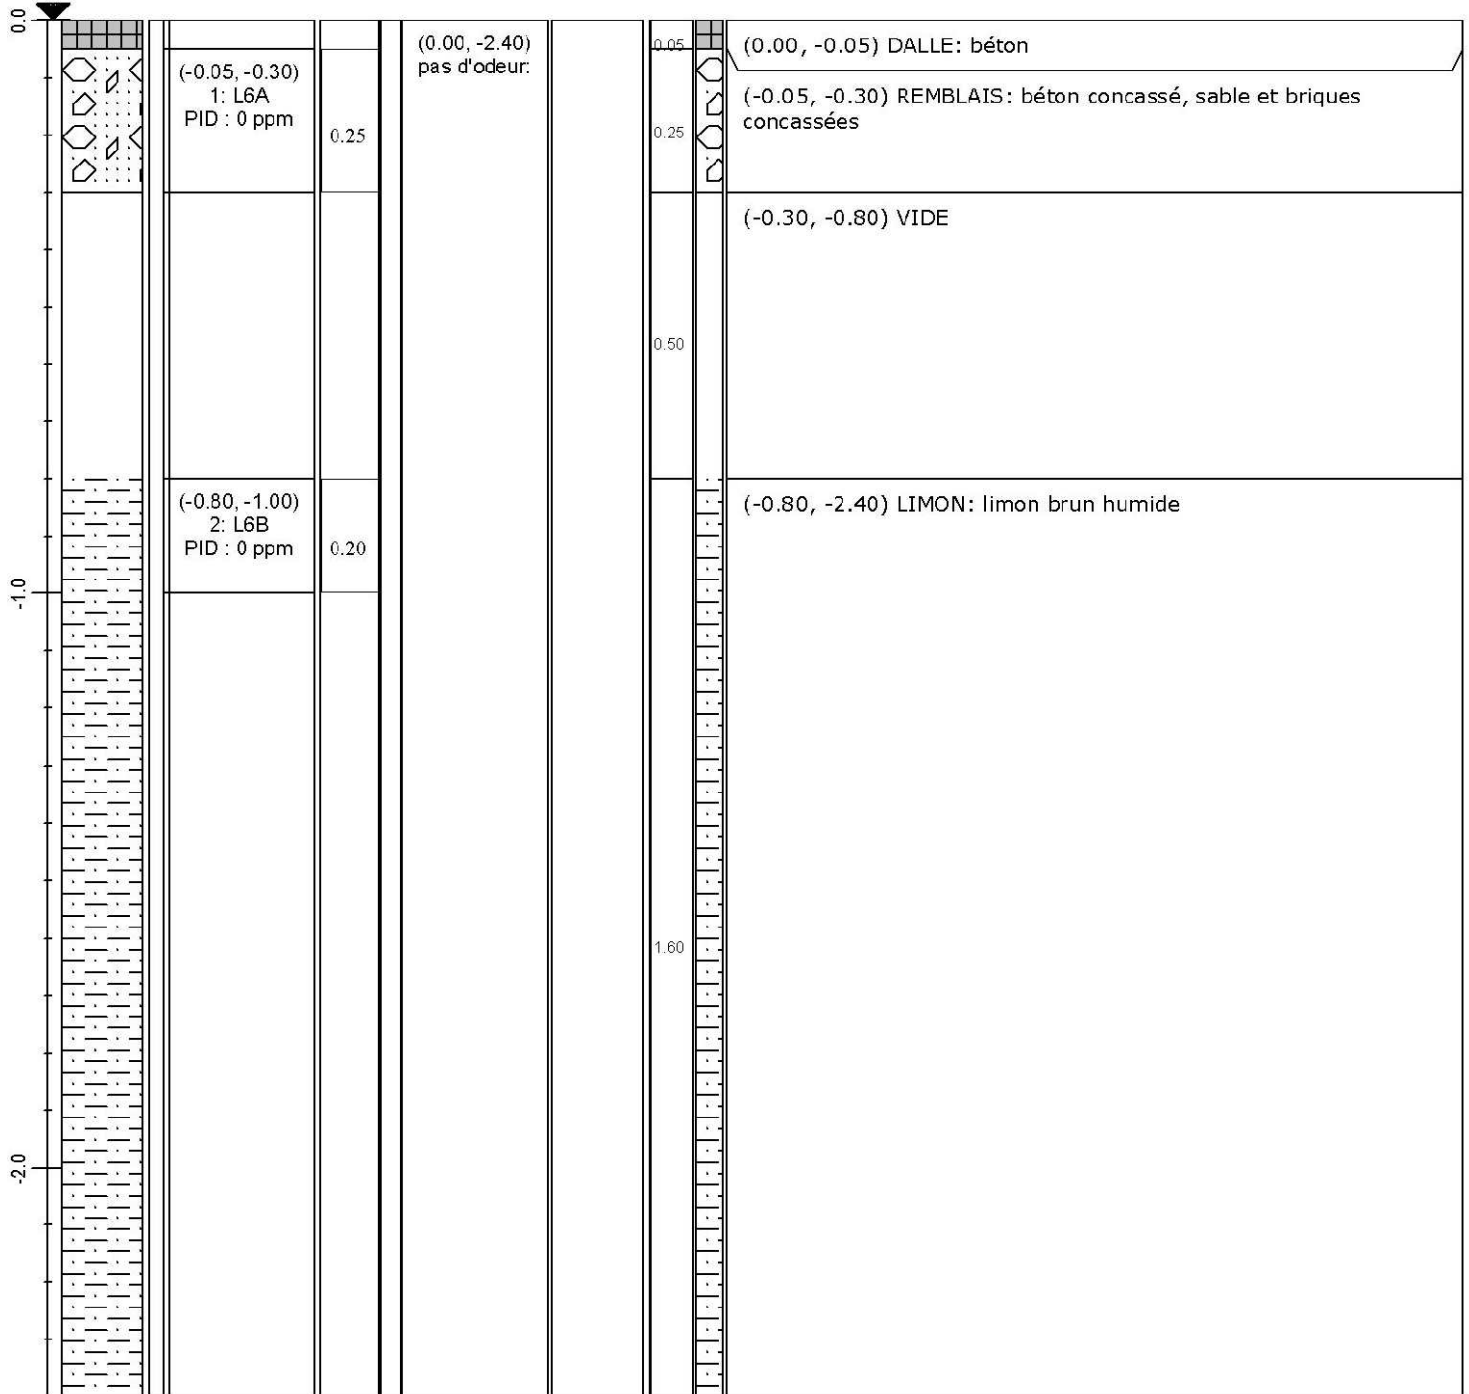 0.0
-1.0
-2.0
(-0.05, -0.30)
1: L6A
PID : 0 ppm
(-0.80, -1.00)
2: L6B
PID : 0 ppm
0.25
0.20
(0.00, -2.40)
pas d'odeur:
0.05
0.25
0.50
1.60
(0.00, -0.05) DALLE: béton
(-0.05, -0.30) REMBLAIS: béton concassé, sable et briques
concassées
(-0.30, -0.80) VIDE
(-0.80, -2.40) LIMON: limon brun humide